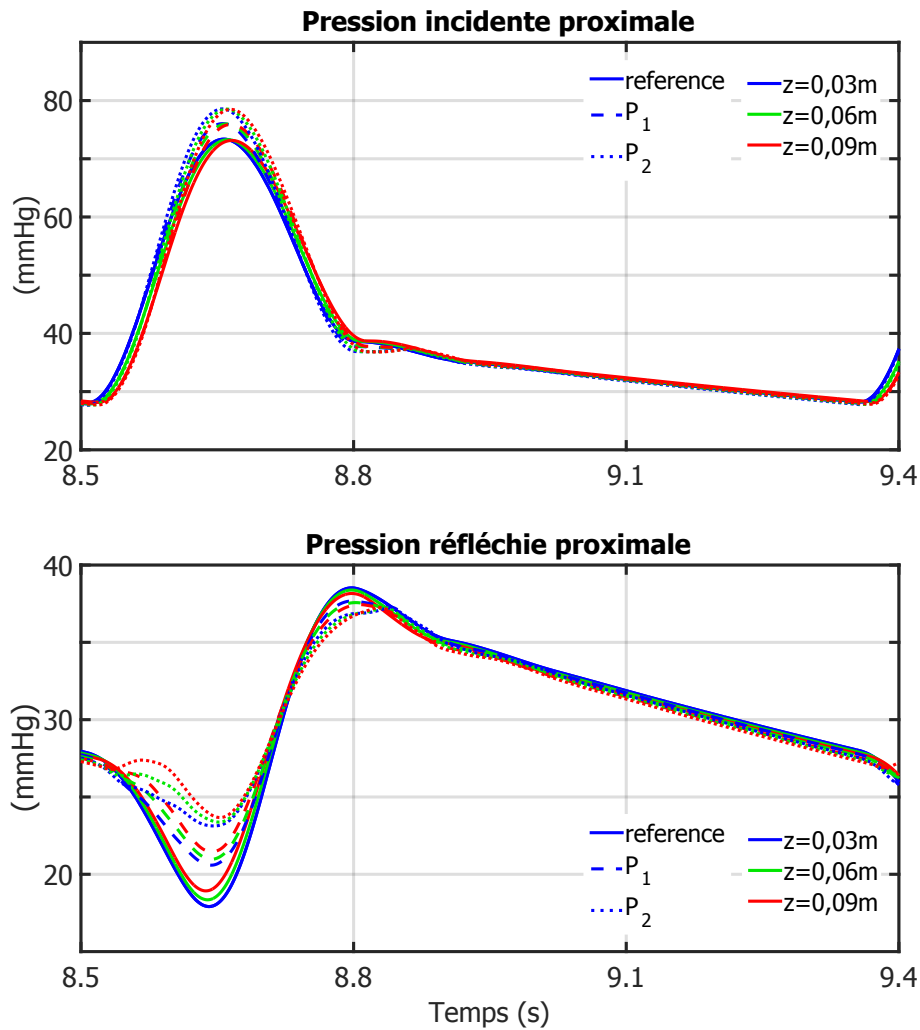 Pression incidente proximale
80
60
40
20
(mmHg)
reference
P1
P2
z=0,03m
z=0,06m
z=0,09m
8.5 8.8 9.1 9.4
Pression réfléchie proximale
40
30
20
(mmHg)
reference
P1
P2
z=0,03m
z=0,06m
z=0,09m
8.5 8.8 9.1 9.4
Temps (s)